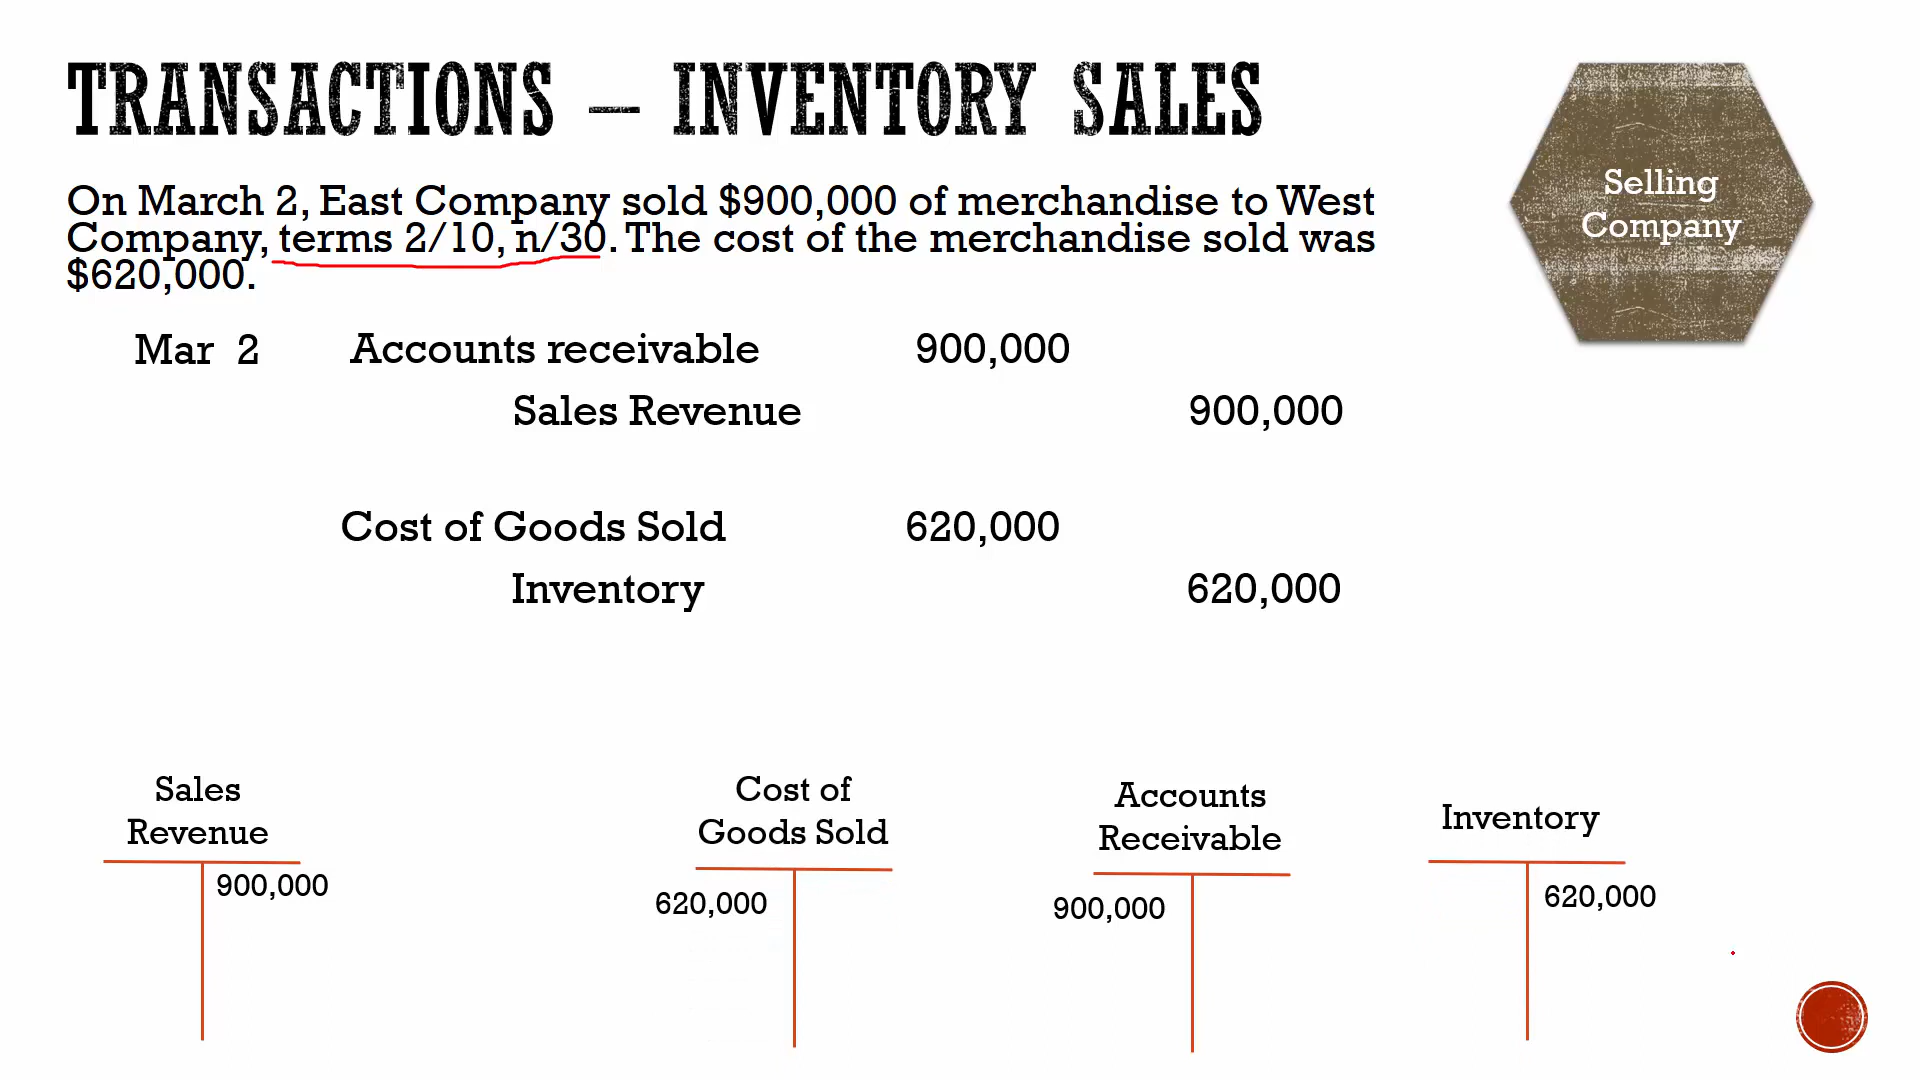 TRANSACTIONS – INVENTORY SALES
Selling
Company
On March 2, East Company sold $900,000 of merchandise to West
Company, terms 2/10, n/30. The cost of the merchandise sold was
$620,000.
Mar 2 Accounts receivable 900,000
Sales Revenue 900,000
Cost of Goods Sold 620,000
Inventory 620,000
Sales
Revenue
900,000
Cost of
Goods Sold
620,000
Accounts
Receivable
900,000
Inventory
620,000